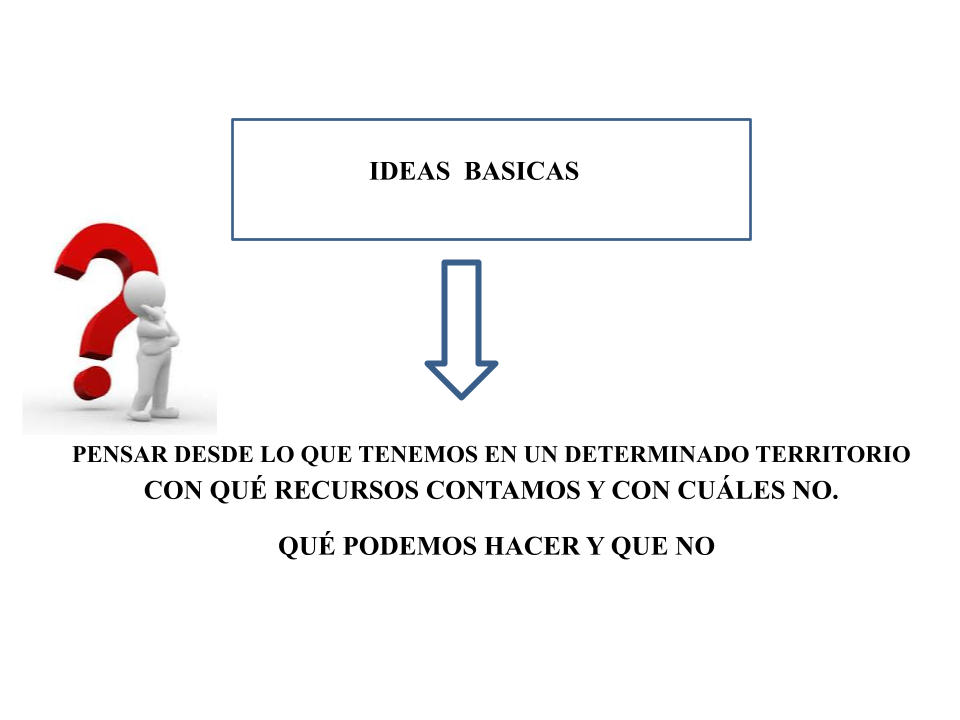 IDEAS  BASICAS
PENSAR DESDE LO QUE TENEMOS EN UN DETERMINADO TERRITORIO
CON QUÉ RECURSOS CONTAMOS Y CON CUÁLES NO.
QUÉ PODEMOS HACER Y QUE NO